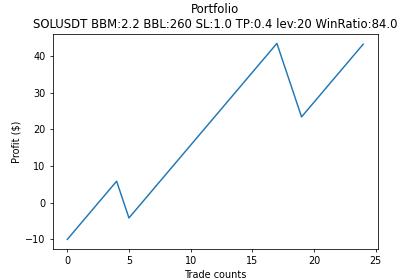 Portfolio
SOLUSDT BBM:2.2 BBL:260 SL:1.0 TP:0.4 lev:20 WinRatio:84.0
40
30
20
10
0
−10
Profit ($)
0 5 10 15 20 25
Trade counts